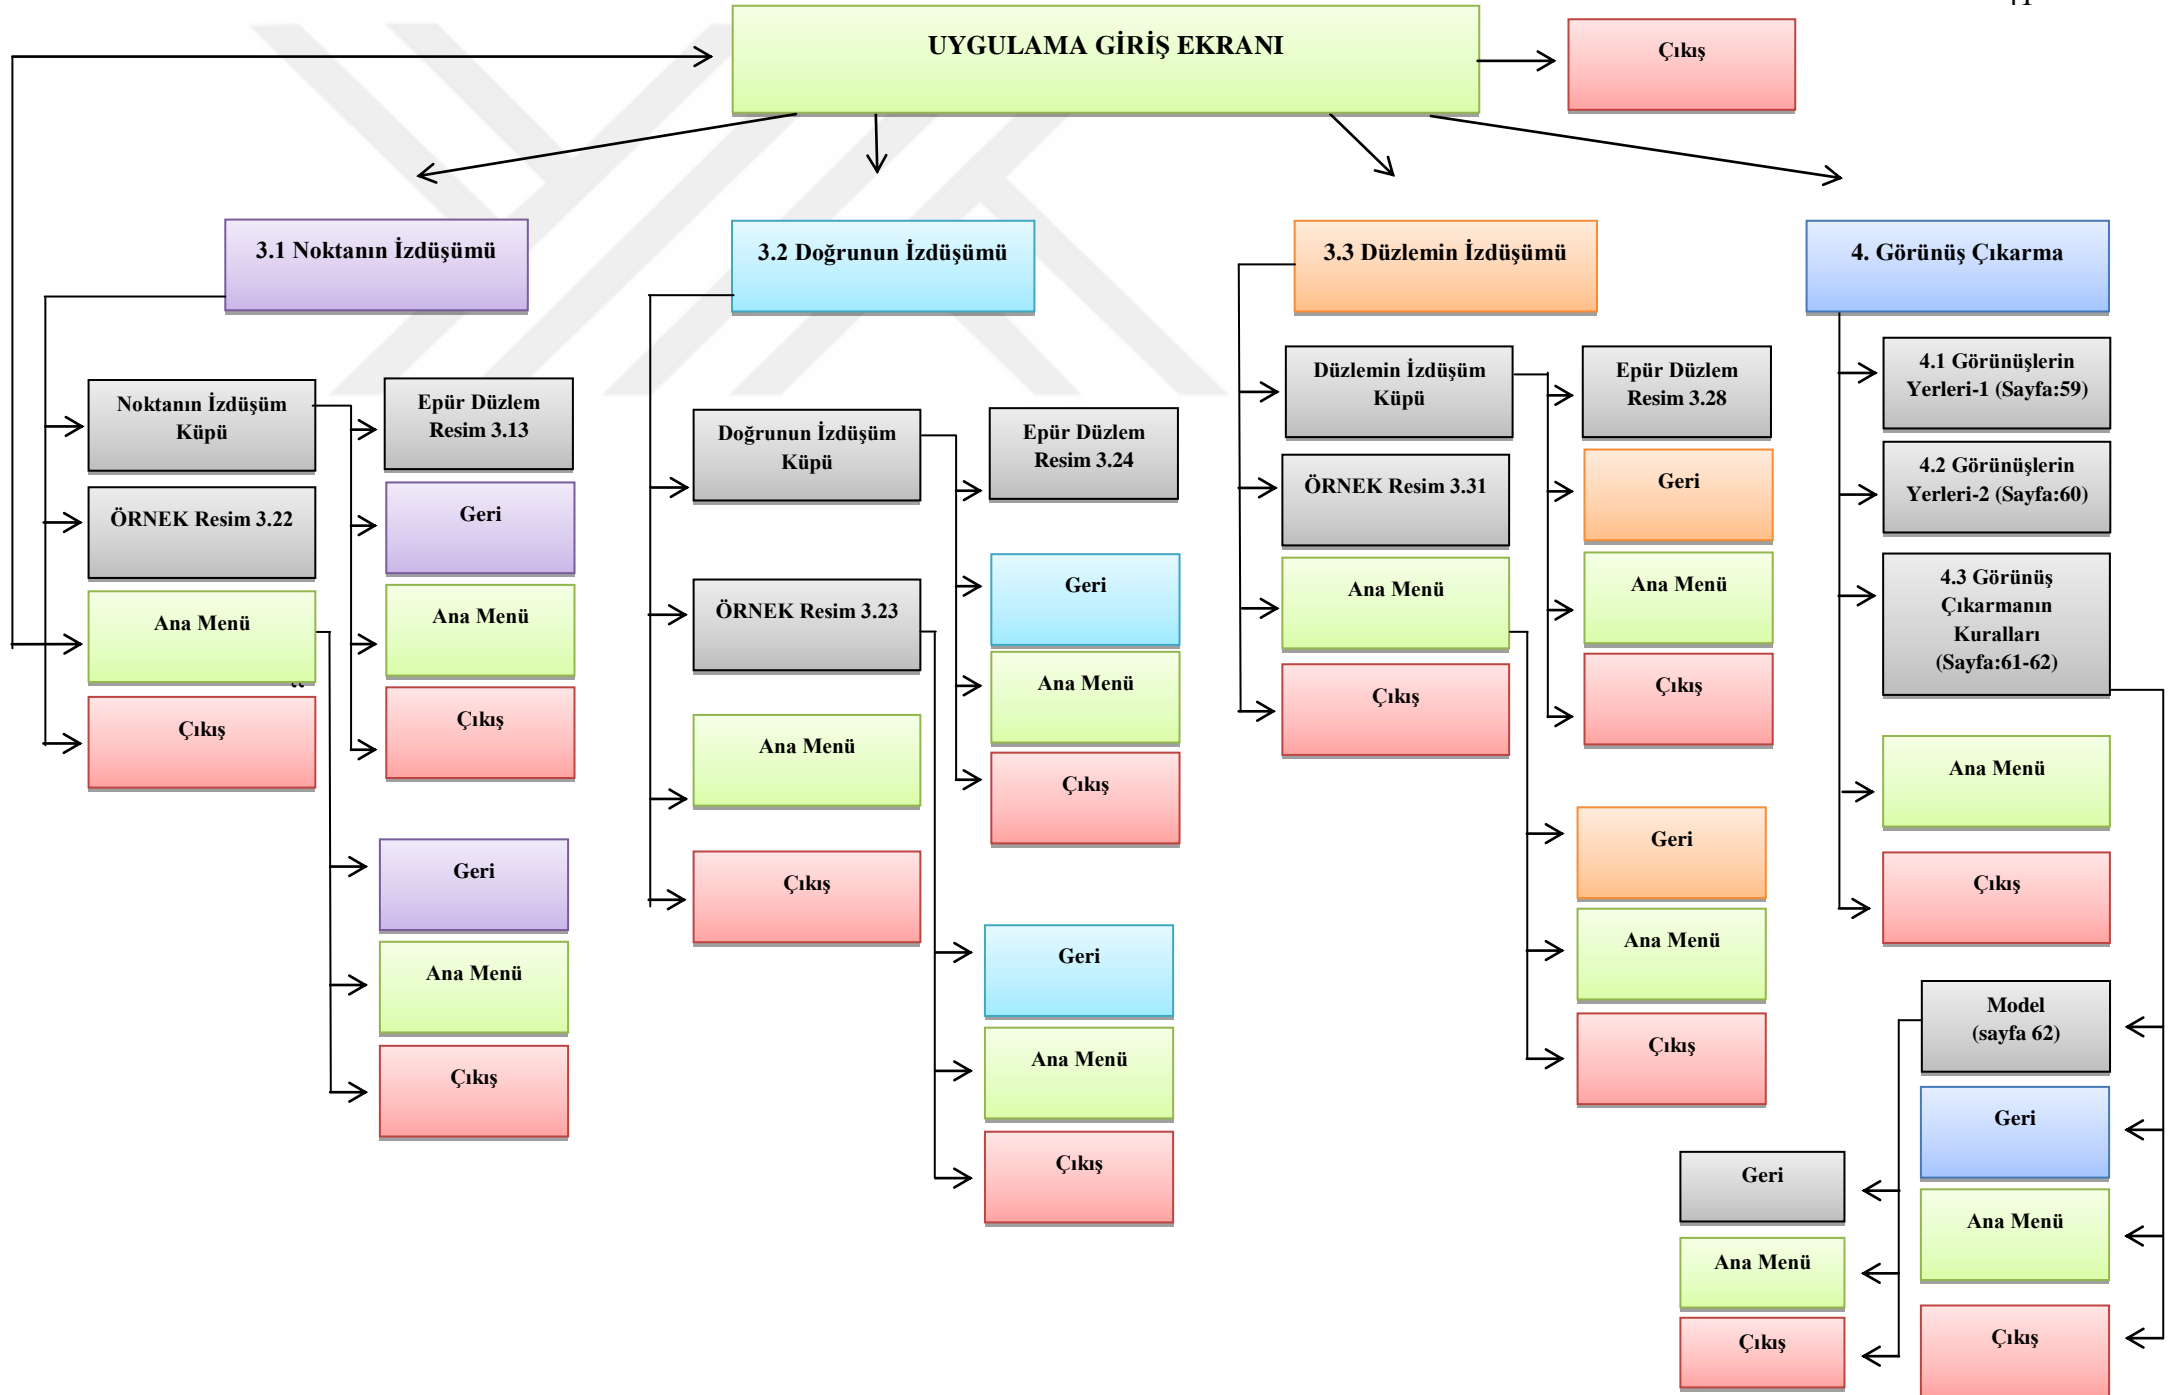 UYGULAMA GİRİŞ EKRANI
Çıkış
3.1 Noktanın İzdüşümü
3.2 Doğrunun İzdüşümü
3.3 Düzlemin İzdüşümü
4. Görünüş Çıkarma
Noktanın İzdüşüm
Küpü
ÖRNEK Resim 3.22
Ana Menü
Çıkış
Epür Düzlem
Resim 3.13
Geri
Ana Menü
Çıkış
Geri
Ana Menü
Çıkış
Doğrunun İzdüşüm
Küpü
ÖRNEK Resim 3.23
Ana Menü
Çıkış
Epür Düzlem
Resim 3.24
Geri
Ana Menü
Çıkış
Geri
Ana Menü
Çıkış
Düzlemin İzdüşüm
Küpü
ÖRNEK Resim 3.31
Ana Menü
Çıkış
Epür Düzlem
Resim 3.28
Geri
Ana Menü
Çıkış
Geri
Ana Menü
Çıkış
4.1 Görünüşlerin
Yerleri-1 (Sayfa:59)
4.2 Görünüşlerin
Yerleri-2 (Sayfa:60)
4.3 Görünüş
Çıkarmanın
Kuralları
(Sayfa:61-62)
Ana Menü
Çıkış
Model
(sayfa 62)
Geri
Ana Menü
Çıkış
Geri
Ana Menü
Çıkış